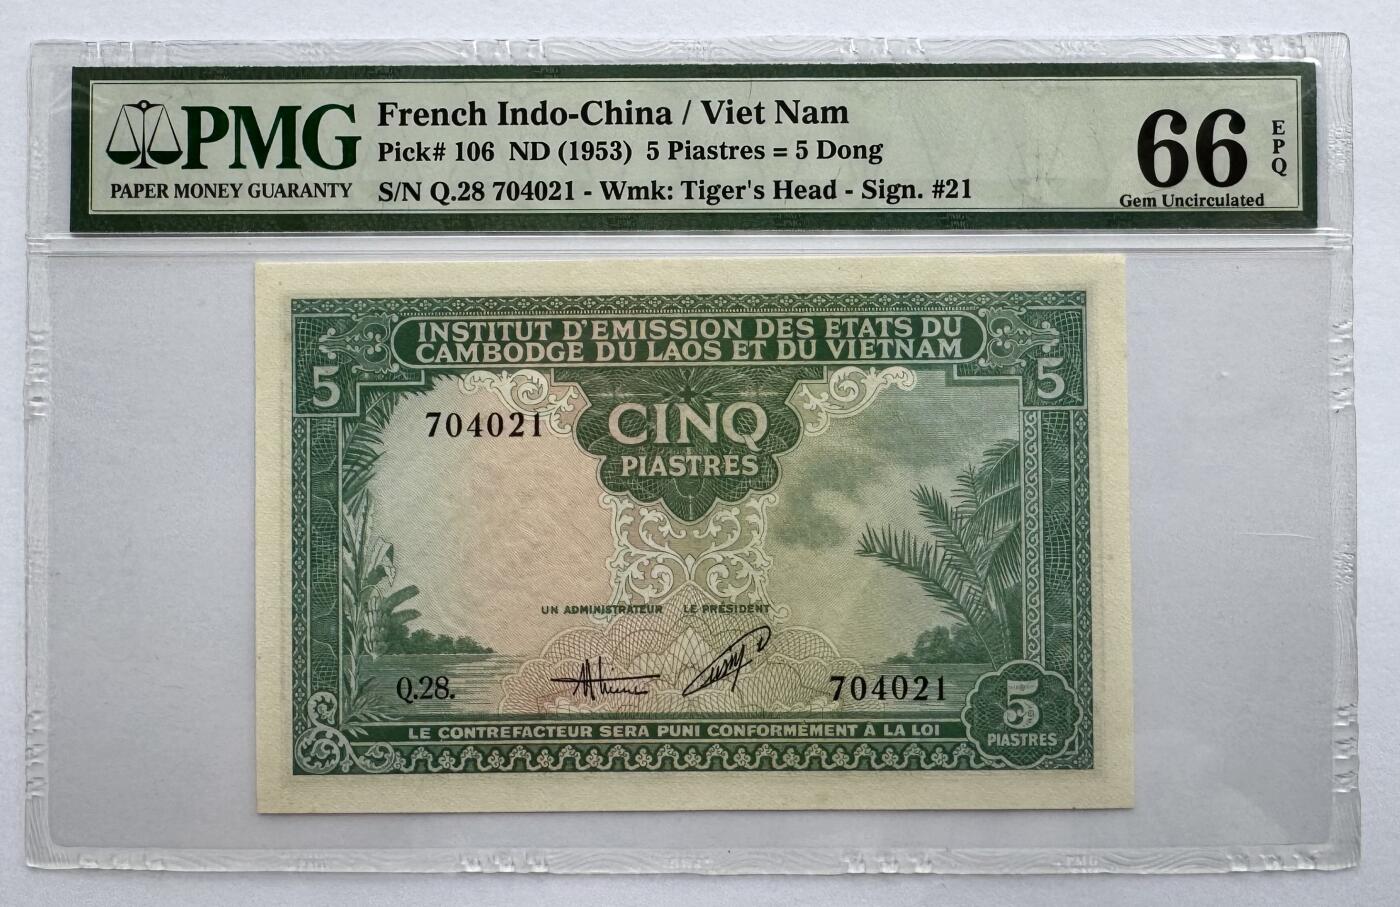 PMG
PAPER MONEY GUARANTY
French Indo-China / Viet Nam
Pick# 106 ND (1953) 5 Piastres = 5 Dong
S/N Q.28 704021 - Wmk: Tiger's Head - Sign. #21
66
EPQ
Gem Uncirculated
INSTITUT D'EMISSION DES ETATS DU
CAMBODGE DU LAOS ET DU VIETNAM
5
5
704021
CINQ
PIASTRES
UN ADMINISTRATEUR LE PRÉSIDENT
Q.28.
704021
5
PIASTRES
LE CONTREFACTEUR SERA PUNI CONFORMÉMENT À LA LOI